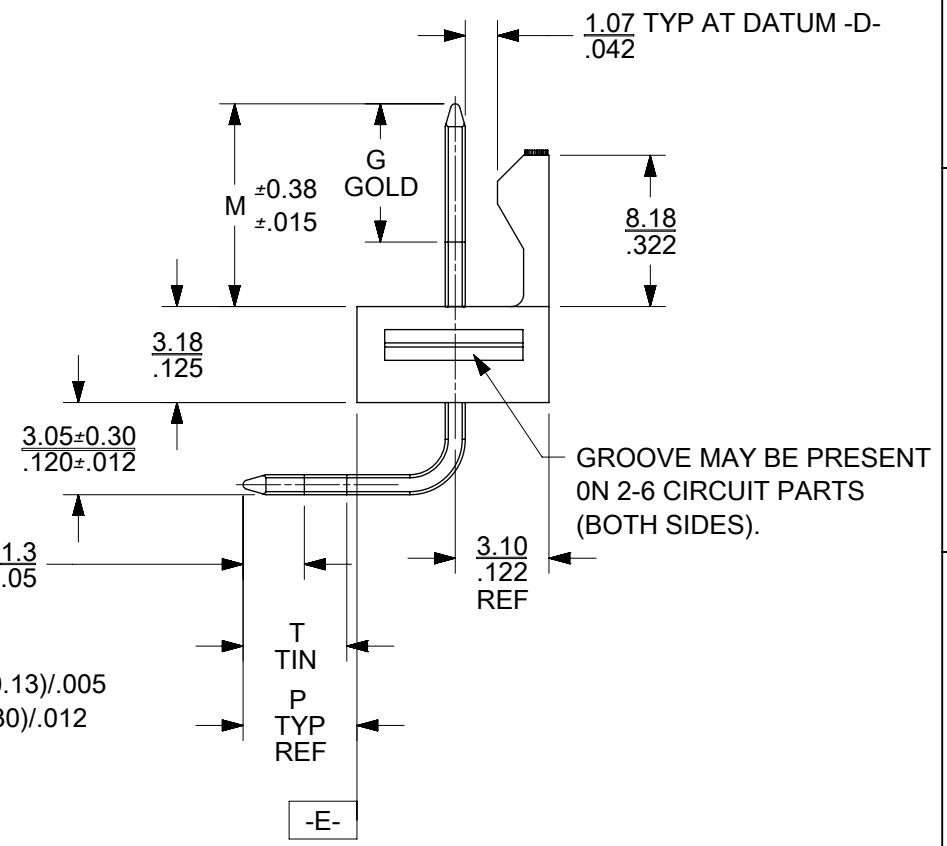 1.07 TYP AT DATUM -D-
.042
G
GOLD
M ±0.38
±.015
8.18
.322
3.18
.125
3.05±0.30
.120±.012
GROOVE MAY BE PRESENT
0N 2-6 CIRCUIT PARTS
(BOTH SIDES).
1.3
.05
3.10
.122
REF
T
TIN
0.13)/.005
30)/.012
P
TYP
REF
-E-